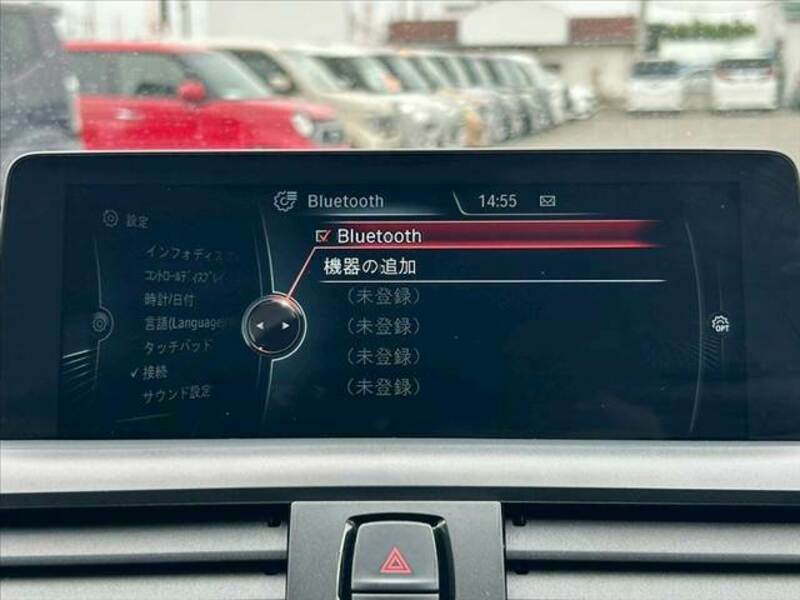 Bluetooth
14:55
設定
Bluetooth
機器の追加
(未登録)
(未登録)
(未登録)
(未登録)
インフォディス
コントロールディスプレイ
時計/日付
言語(Language
タッチパッド
✓ 接続
サウンド設定
OPT